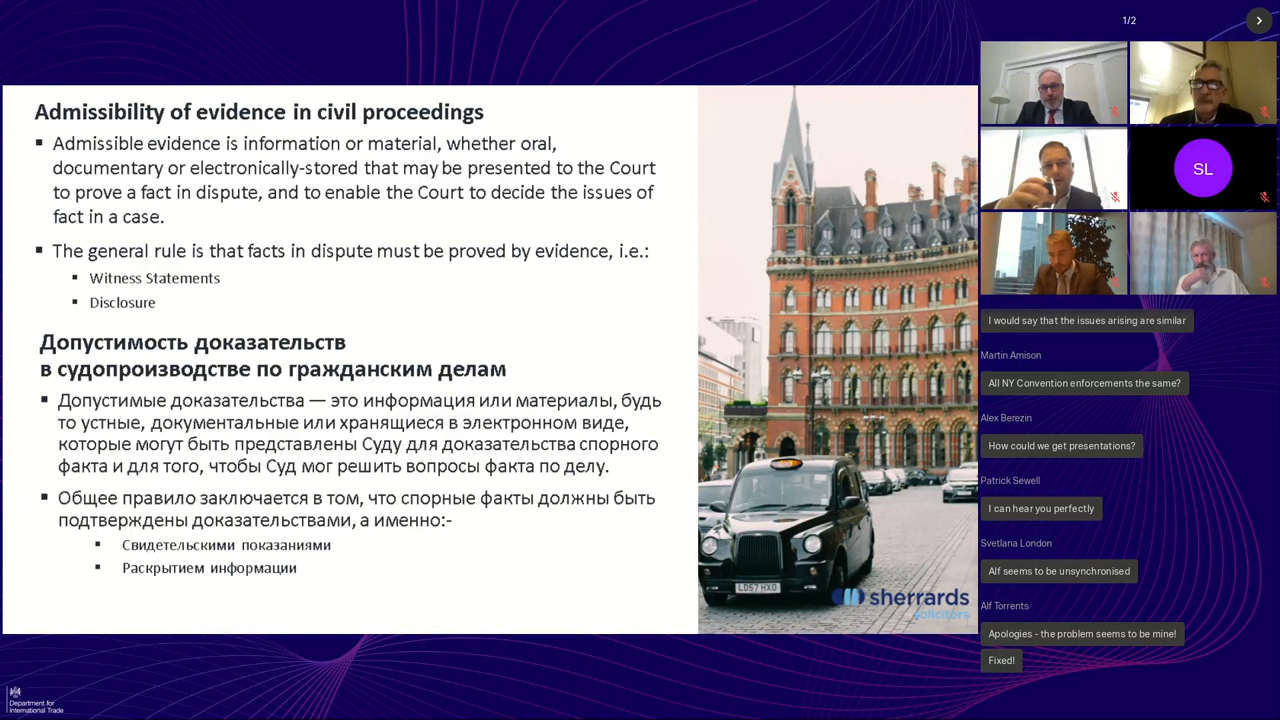 Admissibility of evidence in civil proceedings
▪ Admissible evidence is information or material, whether oral,
documentary or electronically-stored that may be presented to the Court
to prove a fact in dispute, and to enable the Court to decide the issues of
fact in a case.
▪ The general rule is that facts in dispute must be proved by evidence, i.e.:
▪ Witness Statements
▪ Disclosure
Допустимость доказательств
в судопроизводстве по гражданским делам
▪ Допустимые доказательства — это информация или материалы, будь
то устные, документальные или хранящиеся в электронном виде,
которые могут быть представлены Суду для доказательства спорного
факта и для того, чтобы Суд мог решить вопросы факта по делу.
▪ Общее правило заключается в том, что спорные факты должны быть
подтверждены доказательствами, а именно:-
▪ Свидетельскими показаниями
▪ Раскрытием информации
LD57 HXO
sherrards
solicitors
1/2
SL
I would say that the issues arising are similar
Martin Amison
All NY Convention enforcements the same?
Alex Berezin
How could we get presentations?
Patrick Sewell
I can hear you perfectly
Svetlana London
Alf seems to be unsynchronised
Alf Torrents
Apologies - the problem seems to be mine!
Fixed!
Department for
International Trade